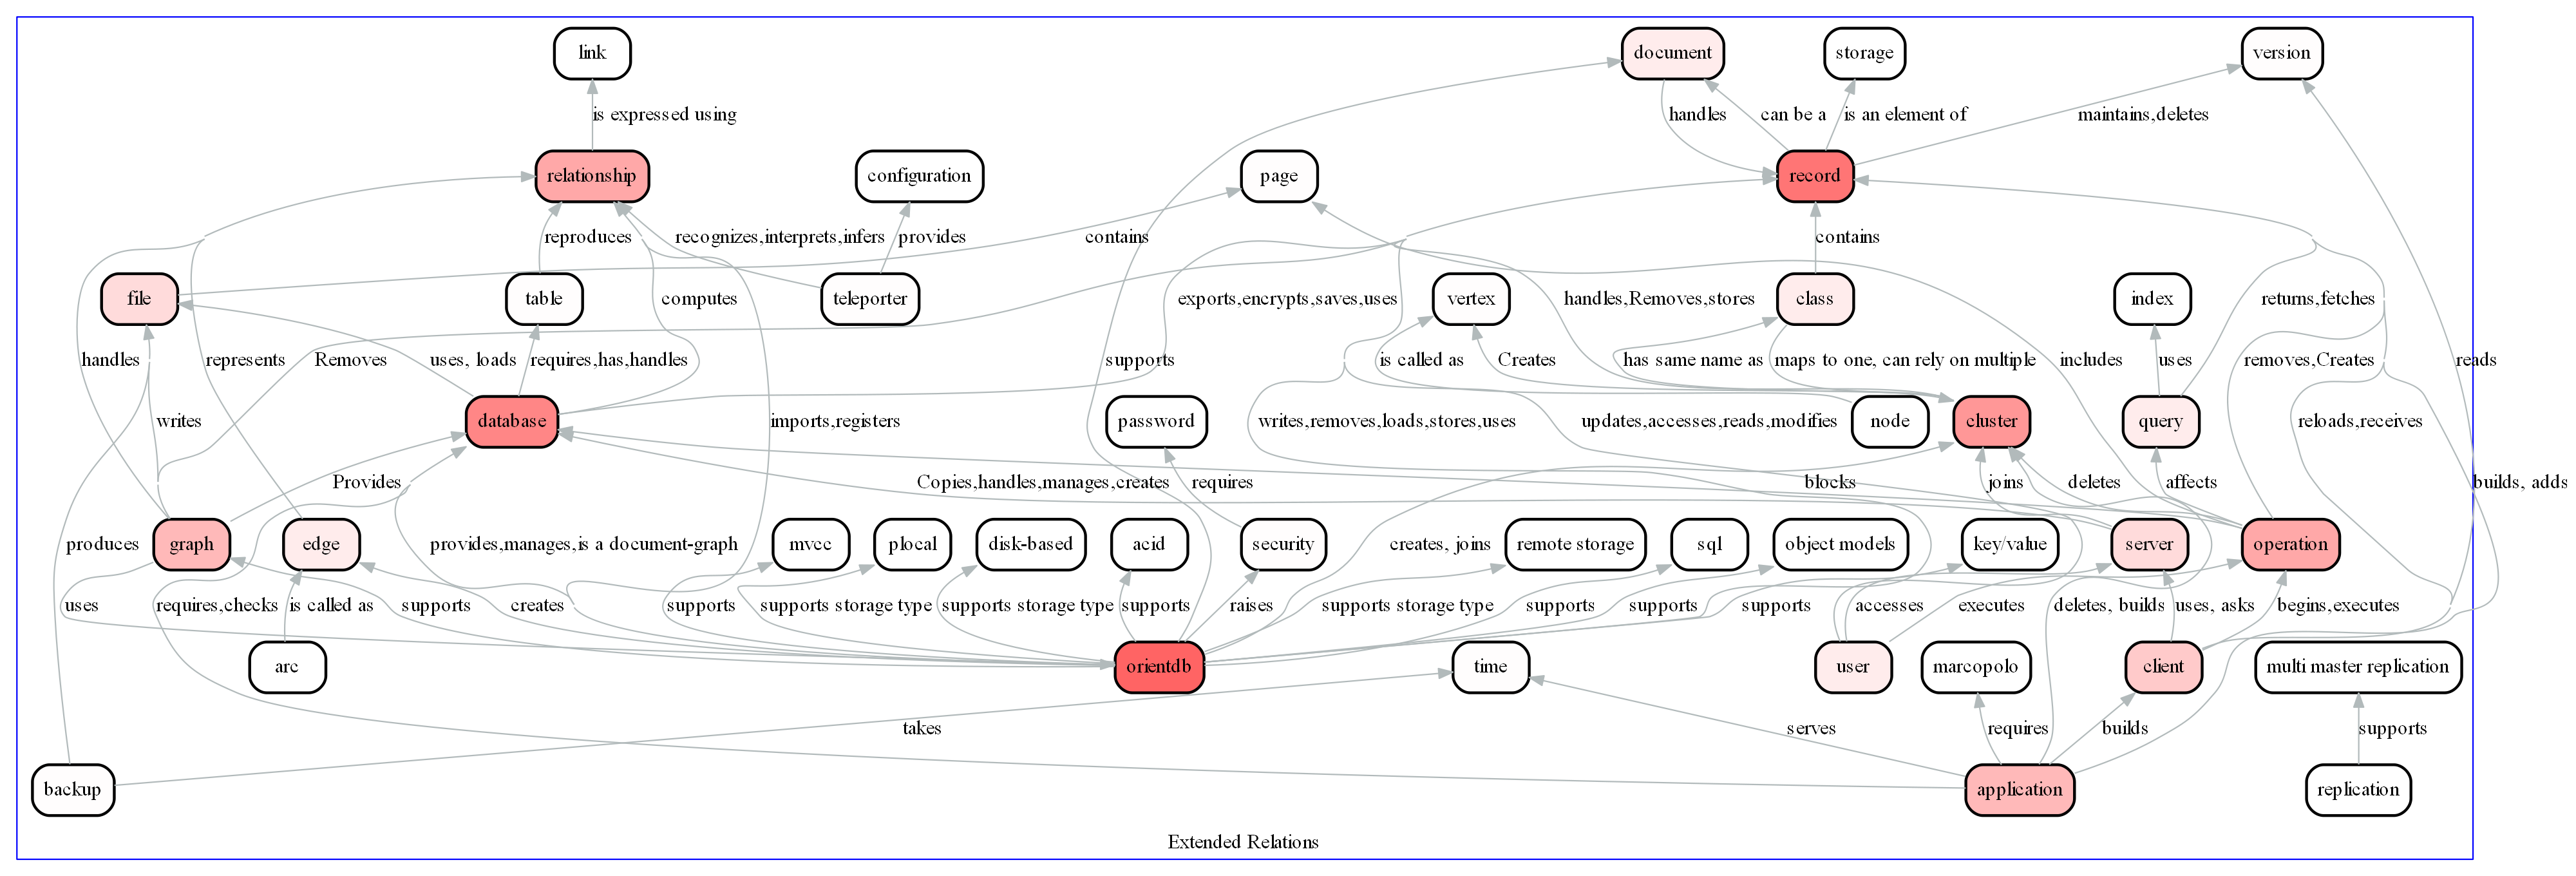 link
document
storage
version
is expressed using
handles
can be a
is an element of
maintains,deletes
relationship
configuration
page
record
reproduces
recognizes,interprets,infers
provides
contains
contains
file
table
teleporter
computes
exports,encrypts,saves,uses
vertex
handles,Removes,stores
class
index
returns,fetches
handles
represents
Removes
uses, loads
requires,has,handles
supports
is called as
Creates
has same name as
maps to one, can rely on multiple
includes
uses
removes,Creates
reads
writes
database
imports,registers
password
writes,removes,loads,stores,uses
updates,accesses,reads,modifies
node
cluster
query
reloads,receives
Provides
Copies,handles,manages,creates
requires
blocks
joins
deletes
affects
builds, adds
produces
graph
edge
provides,manages,is a document-graph
mvcc
plocal
disk-based
acid
security
creates, joins
remote storage
sql
object models
key/value
server
operation
uses
requires,checks
is called as
supports
creates
supports
supports storage type
supports storage type
supports
raises
supports storage type
supports
supports
supports
accesses
executes
deletes, builds
uses, asks
begins,executes
arc
orientdb
time
user
marcopolo
client
multi master replication
takes
serves
requires
builds
supports
backup
application
replication
Extended Relations